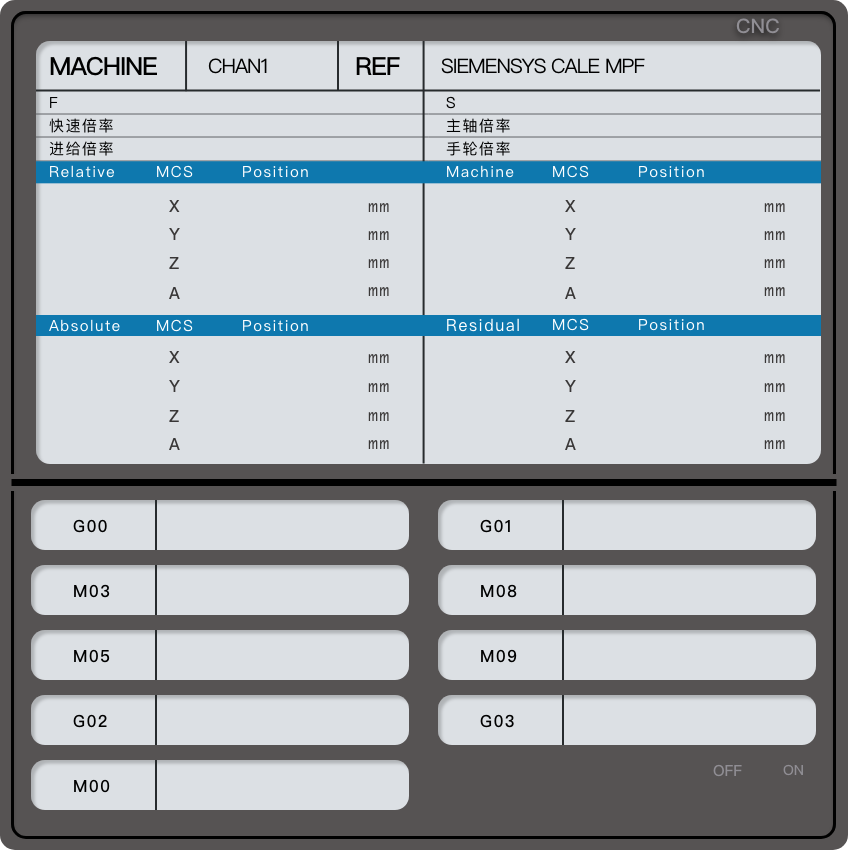 CNC
MACHINE CHAN1 REF SIEMENSYS CALE MPF
F S
快速倍率 主轴倍率
进给倍率 手轮倍率
Relative MCS Position Machine MCS Position
X mm X mm
Y mm Y mm
Z mm Z mm
A mm A mm
Absolute MCS Position Residual MCS Position
X mm X mm
Y mm Y mm
Z mm Z mm
A mm A mm
G00 G01
M03 M08
M05 M09
G02 G03
OFF ON
M00